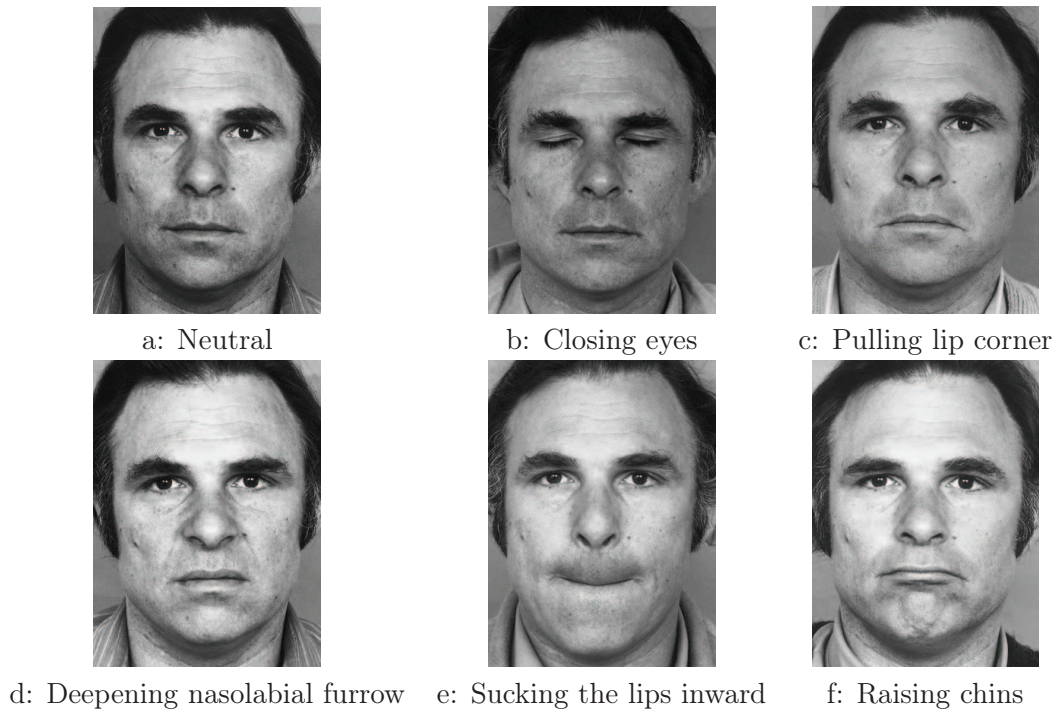 a: Neutral
b: Closing eyes
c: Pulling lip corner
d: Deepening nasolabial furrow
e: Sucking the lips inward
f: Raising chins